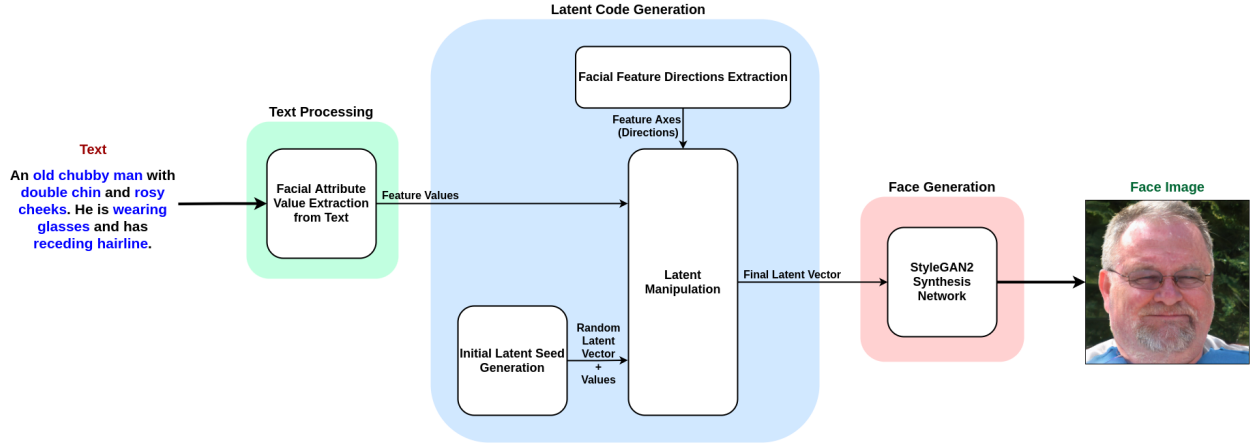 Latent Code Generation
Facial Feature Directions Extraction
Feature Axes
(Directions)
Text Processing
Text
An old chubby man with
double chin and rosy
cheeks. He is wearing
glasses and has
receding hairline.
Facial Attribute
Value Extraction
from Text
Feature Values
Latent
Manipulation
Initial Latent Seed
Generation
Random
Latent
Vector
+
Values
Final Latent Vector
Face Generation
StyleGAN2
Synthesis
Network
Face Image